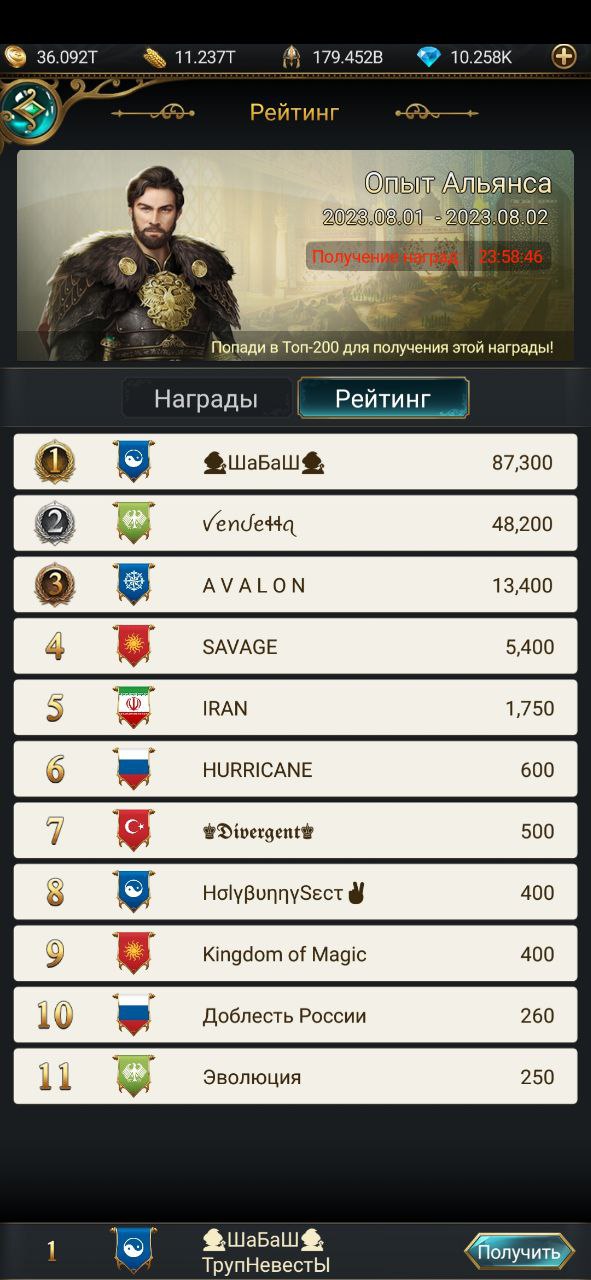 36.092T 11.237T 179.452B 10.258K
Рейтинг
Опыт Альянса
2023.08.01 - 2023.08.02
Получение наград: 23:58:46
Попади в Топ-200 для получения этой награды!
Награды Рейтинг
1 ШаБаШ 87,300
2 ѵҽղժҽեեɑ 48,200
3 A V A L O N 13,400
4 SAVAGE 5,400
5 IRAN 1,750
6 HURRICANE 600
7 ♚𝕯𝖎𝖛𝖊𝖗𝖌𝖊𝖓𝖙♚ 500
8 HσlγβυηηγSεcτ✌ 400
9 Kingdom of Magic 400
10 Доблесть России 260
11 Эволюция 250
1 ШаБаШ
ТрупНевестЫ
Получить